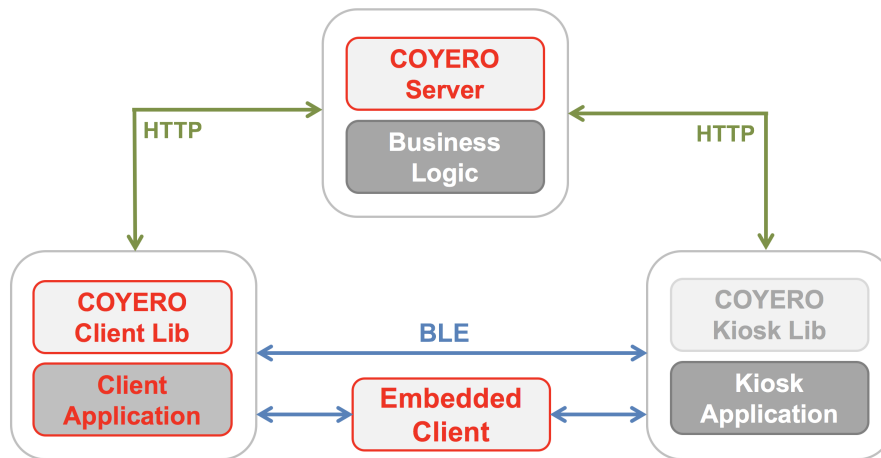 COYERO
Server
HTTP
Business
Logic
HTTP
COYERO
Client Lib
Client
Application
BLE
Embedded
Client
COYERO
Kiosk Lib
Kiosk
Application